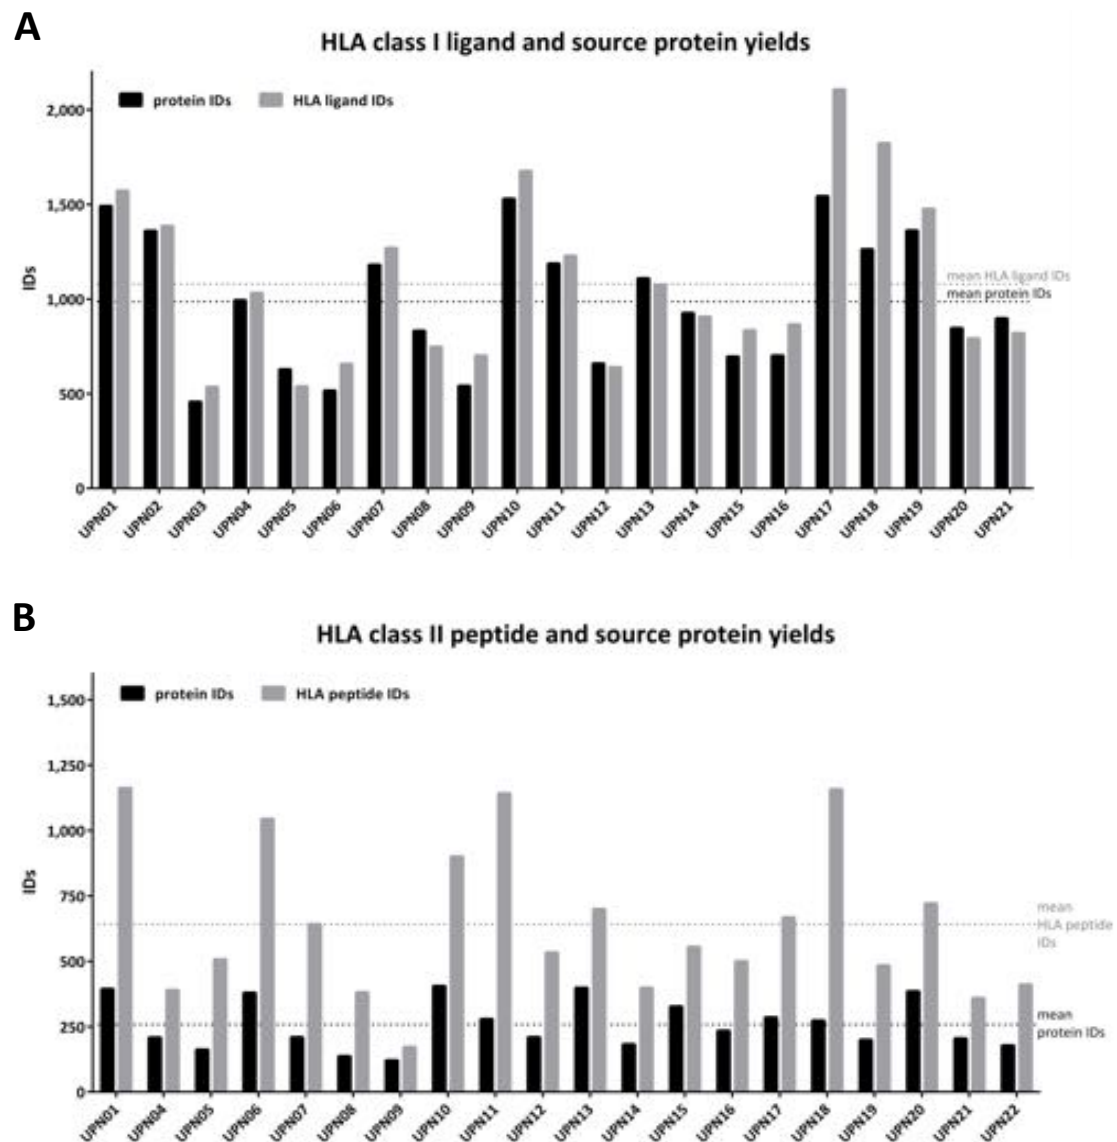 A
HLA class I ligand and source protein yields
protein IDs HLA ligand IDs
2,000
1,500
1,000
500
0
IDs
mean HLA ligand IDs
mean protein IDs
UPN01 UPN02 UPN03 UPN04 UPN05 UPN06 UPN07 UPN08 UPN09 UPN10 UPN11 UPN12 UPN13 UPN14 UPN15 UPN16 UPN17 UPN18 UPN19 UPN20 UPN21
B
HLA class II peptide and source protein yields
protein IDs HLA peptide IDs
1,500
1,250
1,000
750
500
250
0
IDs
mean
HLA peptide
IDs
mean
protein IDs
UPN01 UPN04 UPN05 UPN06 UPN07 UPN08 UPN09 UPN10 UPN11 UPN12 UPN13 UPN14 UPN15 UPN16 UPN17 UPN18 UPN19 UPN20 UPN21 UPN22